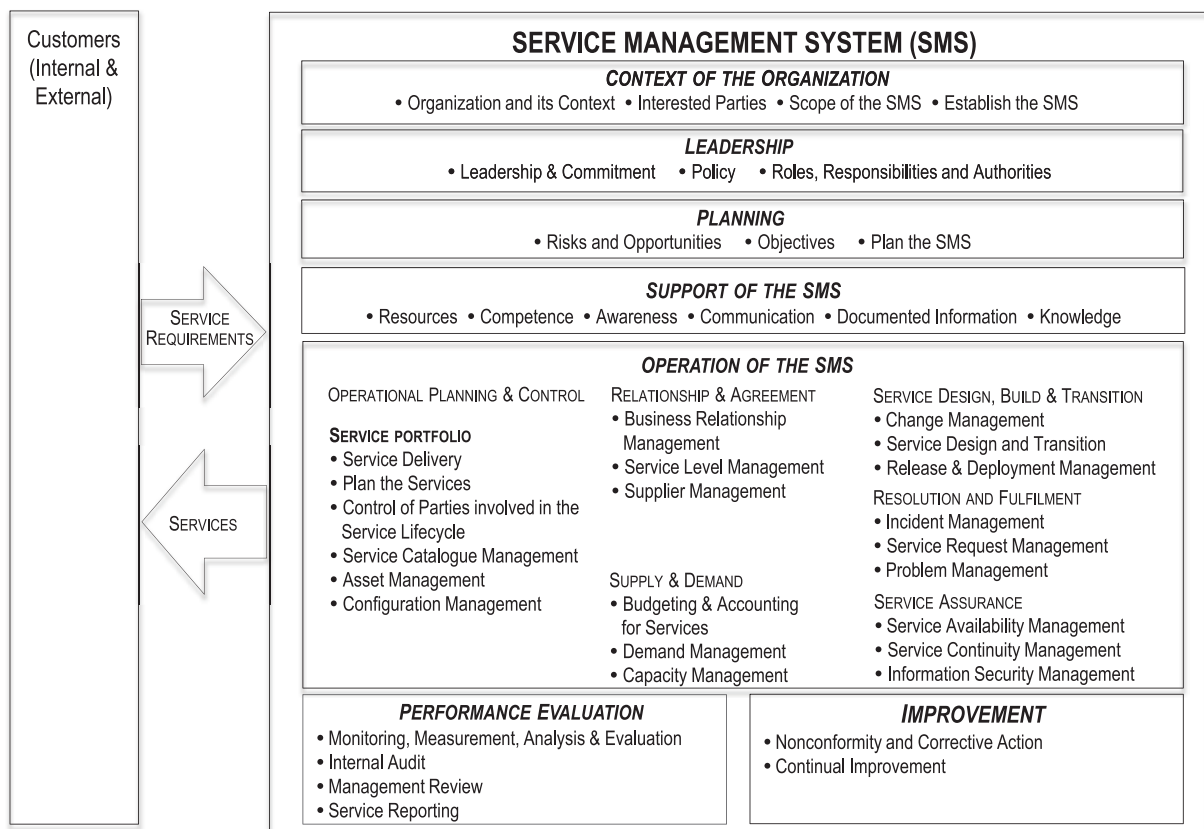 Customers
(Internal &
External)
SERVICE
REQUIREMENTS
SERVICES
SERVICE MANAGEMENT SYSTEM (SMS)
CONTEXT OF THE ORGANIZATION
• Organization and its Context • Interested Parties • Scope of the SMS • Establish the SMS
LEADERSHIP
• Leadership & Commitment • Policy • Roles, Responsibilities and Authorities
PLANNING
• Risks and Opportunities • Objectives • Plan the SMS
SUPPORT OF THE SMS
• Resources • Competence • Awareness • Communication • Documented Information • Knowledge
OPERATION OF THE SMS
OPERATIONAL PLANNING & CONTROL
SERVICE PORTFOLIO
• Service Delivery
• Plan the Services
• Control of Parties involved in the
Service Lifecycle
• Service Catalogue Management
• Asset Management
• Configuration Management
RELATIONSHIP & AGREEMENT
• Business Relationship
Management
• Service Level Management
• Supplier Management
SUPPLY & DEMAND
• Budgeting & Accounting
for Services
• Demand Management
• Capacity Management
SERVICE DESIGN, BUILD & TRANSITION
• Change Management
• Service Design and Transition
• Release & Deployment Management
RESOLUTION AND FULFILMENT
• Incident Management
• Service Request Management
• Problem Management
SERVICE ASSURANCE
• Service Availability Management
• Service Continuity Management
• Information Security Management
PERFORMANCE EVALUATION
• Monitoring, Measurement, Analysis & Evaluation
• Internal Audit
• Management Review
• Service Reporting
IMPROVEMENT
• Nonconformity and Corrective Action
• Continual Improvement